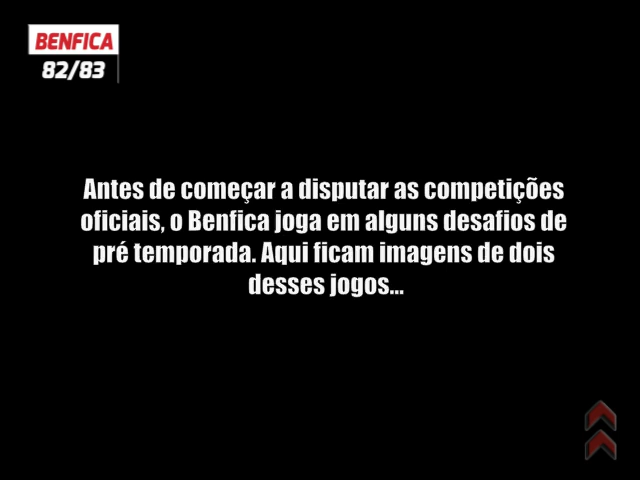 BENFICA
82/83
Antes de começar a disputar as competições
oficiais, o Benfica joga em alguns desafios de
pré temporada. Aqui ficam imagens de dois
desses jogos...